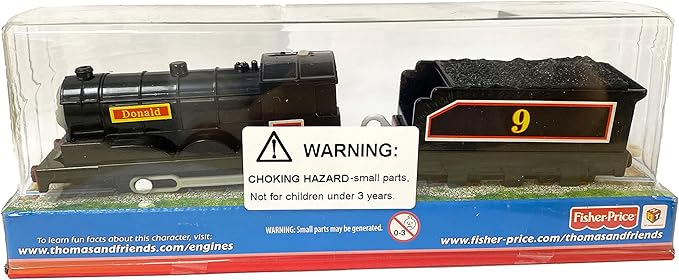 Donald
9
WARNING:
CHOKING HAZARD-small parts.
Not for children under 3 years.
To learn fun facts about this character, visit:
www.thomasandfriends.com/engines
WARNING: Small parts may be generated.
0-3
Fisher-Price®
www.fisher-price.com/thomasandfriends